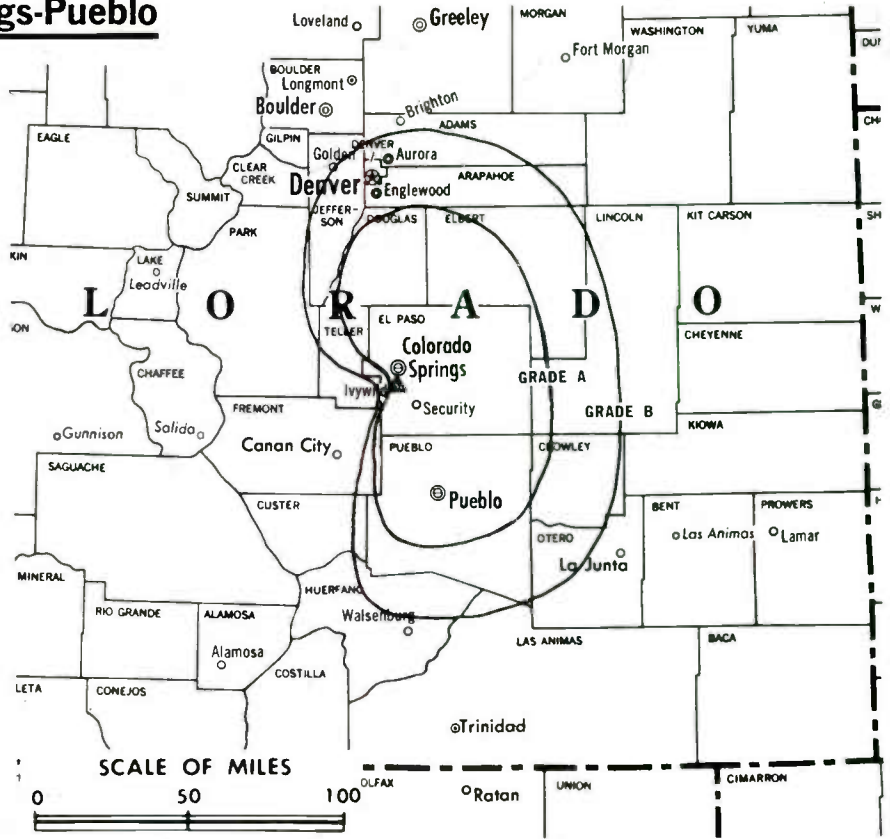 gs-Pueblo
Loveland
Greeley
MORGAN
WASHINGTON
YUMA
Fort Morgan
BOULDER
Longmont
Boulder
Brighton
ADAMS
EAGLE
GILPIN
DENVER
Golden
Aurora
CLEAR
CREEK
Denver
Englewood
ARAPAHOE
SUMMIT
JEFFER-
SON
DOUGLAS
ELBERT
LINCOLN
KIT CARSON
SH
PARK
KIN
LAKE
Leadville
L O R A D O
EL PASO
TELLER
CHEYENNE
Colorado
Springs
CHAFFEE
GRADE A
Security
GRADE B
FREMONT
KIOWA
Gunnison
Salida
Canan City
PUEBLO
CROWLEY
SAGUACHE
Pueblo
CUSTER
BENT
PROWERS
OTERO
Las Animas
Lamar
La Junta
MINERAL
HUERFANO
RIO GRANDE
ALAMOSA
Walsenburg
LAS ANIMAS
BACA
Alamosa
COSTILLA
LETA
CONEJOS
Trinidad
SCALE OF MILES
0 50 100
OLFAX
Ratan
UNION
CIMARRON